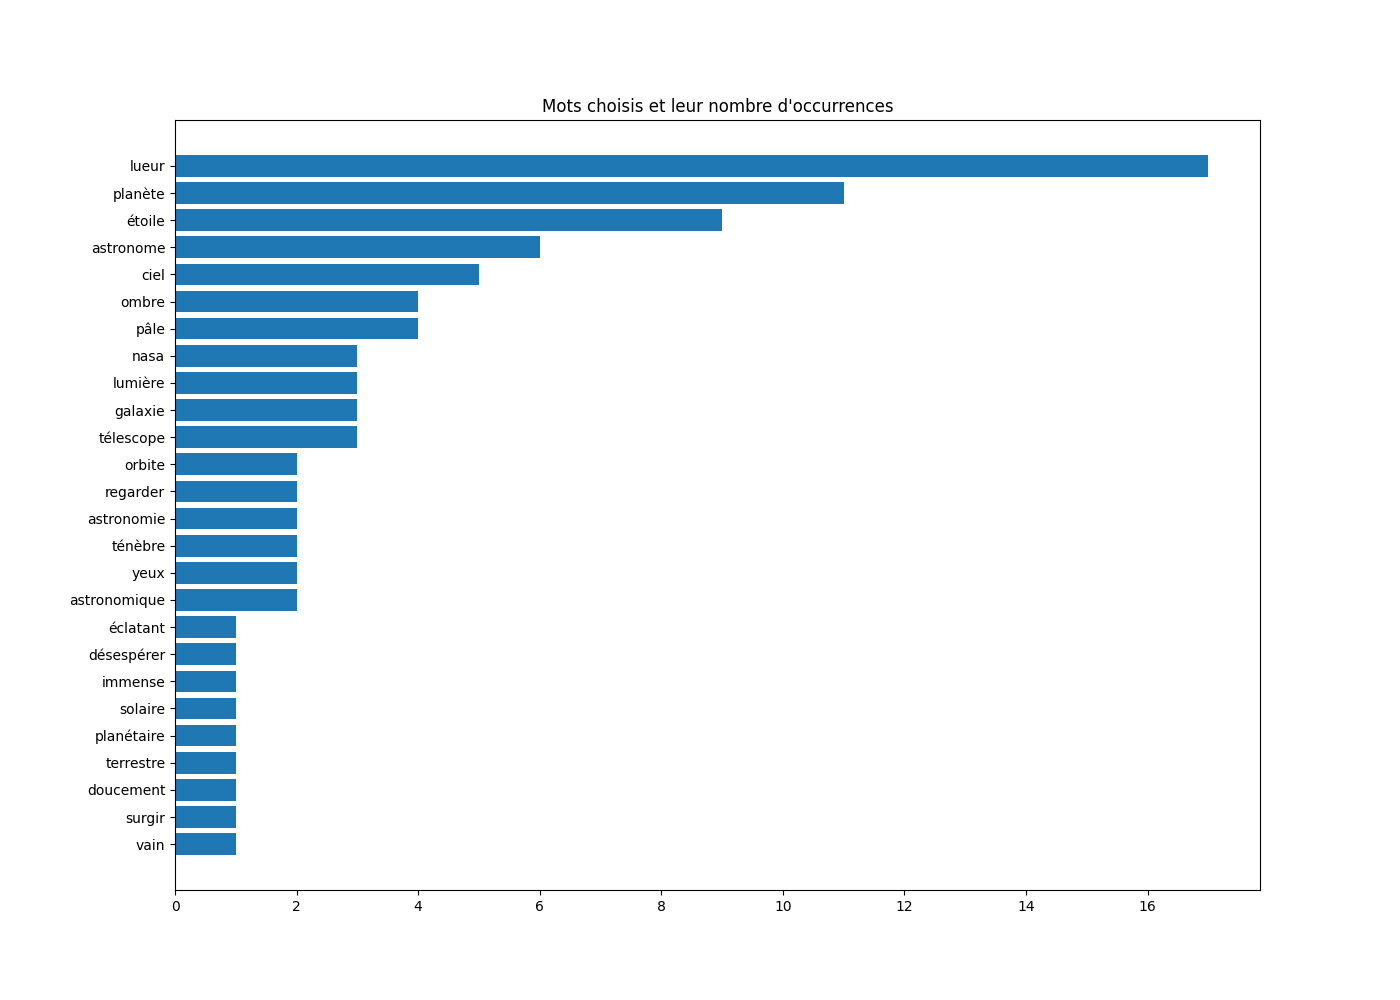 Mots choisis et leur nombre d'occurrences
lueur
planète
étoile
astronome
ciel
ombre
pâle
nasa
lumière
galaxie
télescope
orbite
regarder
astronomie
ténèbre
yeux
astronomique
éclatant
désespérer
immense
solaire
planétaire
terrestre
doucement
surgir
vain
0 2 4 6 8 10 12 14 16